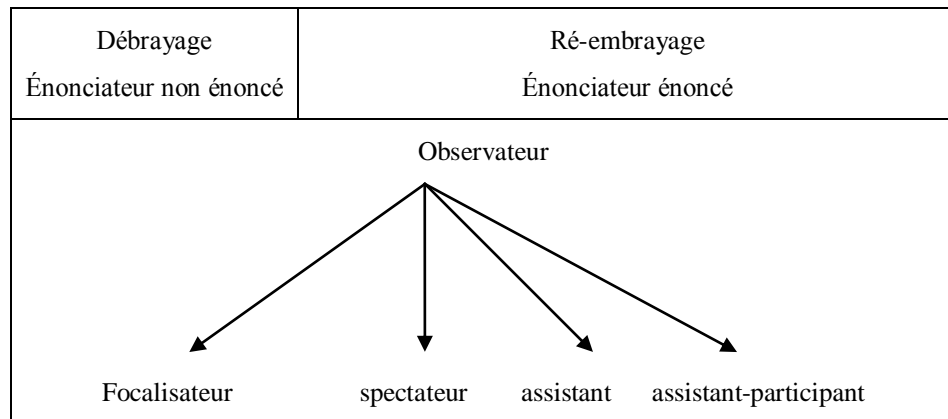 Débrayage
Énonciateur non énoncé
Ré-embrayage
Énonciateur énoncé
Observateur
Focalisateur spectateur assistant assistant-participant